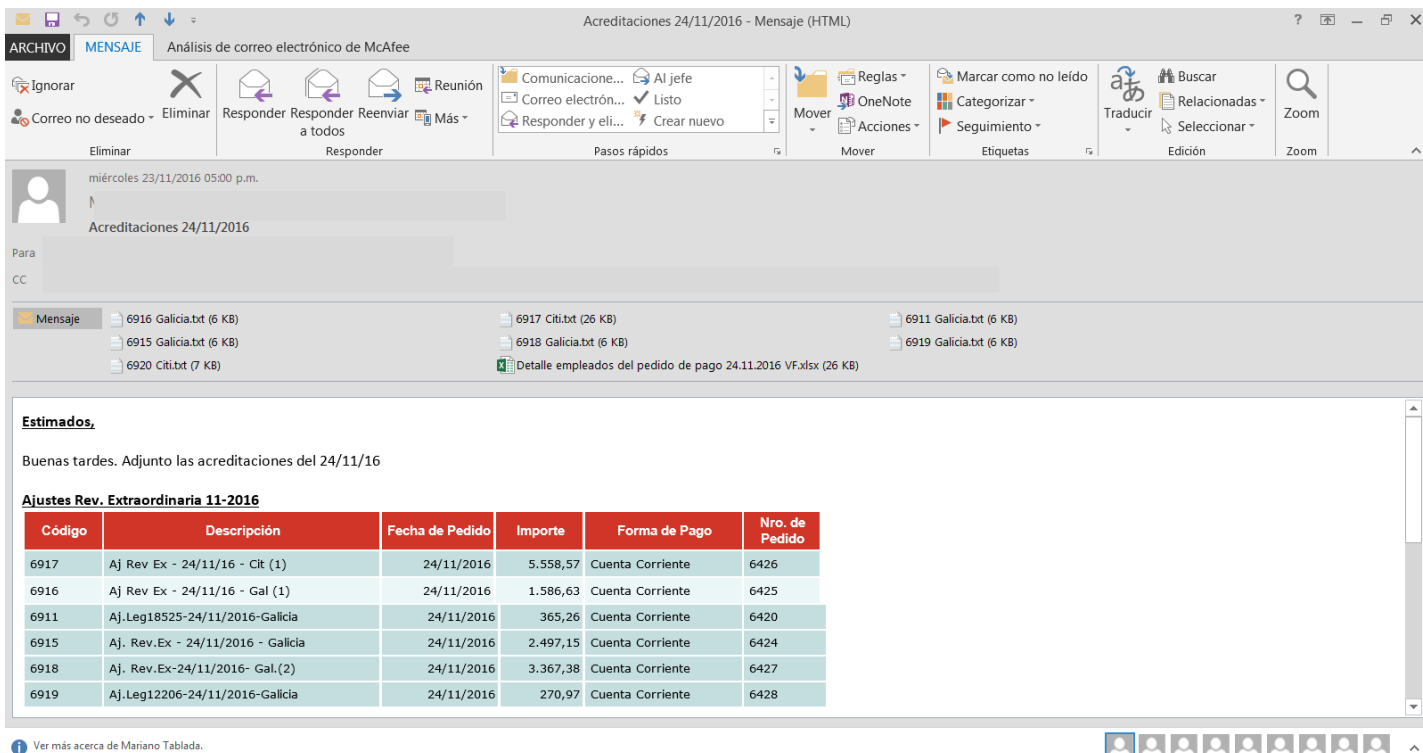 Acreditaciones 24/11/2016 - Mensaje (HTML)
ARCHIVO MENSAJE Análisis de correo electrónico de McAfee
Ignorar
Correo no deseado
Eliminar
Eliminar
Responder Responder a todos Reenviar
Reunión
Más
Responder
Comunicacione... Al jefe
Correo electrón... Listo
Responder y eli... Crear nuevo
Pasos rápidos
Mover
Reglas
OneNote
Acciones
Mover
Marcar como no leído
Categorizar
Seguimiento
Etiquetas
Traducir
Buscar
Relacionadas
Seleccionar
Edición
Zoom
Zoom
miércoles 23/11/2016 05:00 p.m.
Acreditaciones 24/11/2016
Para
CC
Mensaje 6916 Galicia.txt (6 KB) 6917 Citi.txt (26 KB) 6911 Galicia.txt (6 KB)
6915 Galicia.txt (6 KB) 6918 Galicia.txt (6 KB) 6919 Galicia.txt (6 KB)
6920 Citi.txt (7 KB) Detalle empleados del pedido de pago 24.11.2016 VF.xlsx (26 KB)
Estimados,
Buenas tardes. Adjunto las acreditaciones del 24/11/16
Ajustes Rev. Extraordinaria 11-2016
Código Descripción Fecha de Pedido Importe Forma de Pago Nro. de Pedido
6917 Aj Rev Ex - 24/11/16 - Cit (1) 24/11/2016 5.558,57 Cuenta Corriente 6426
6916 Aj Rev Ex - 24/11/16 - Gal (1) 24/11/2016 1.586,63 Cuenta Corriente 6425
6911 Aj.Leg18525-24/11/2016-Galicia 24/11/2016 365,26 Cuenta Corriente 6420
6915 Aj. Rev.Ex - 24/11/2016 - Galicia 24/11/2016 2.497,15 Cuenta Corriente 6424
6918 Aj. Rev.Ex-24/11/2016- Gal.(2) 24/11/2016 3.367,38 Cuenta Corriente 6427
6919 Aj.Leg12206-24/11/2016-Galicia 24/11/2016 270,97 Cuenta Corriente 6428
Ver más acerca de Mariano Tablada.